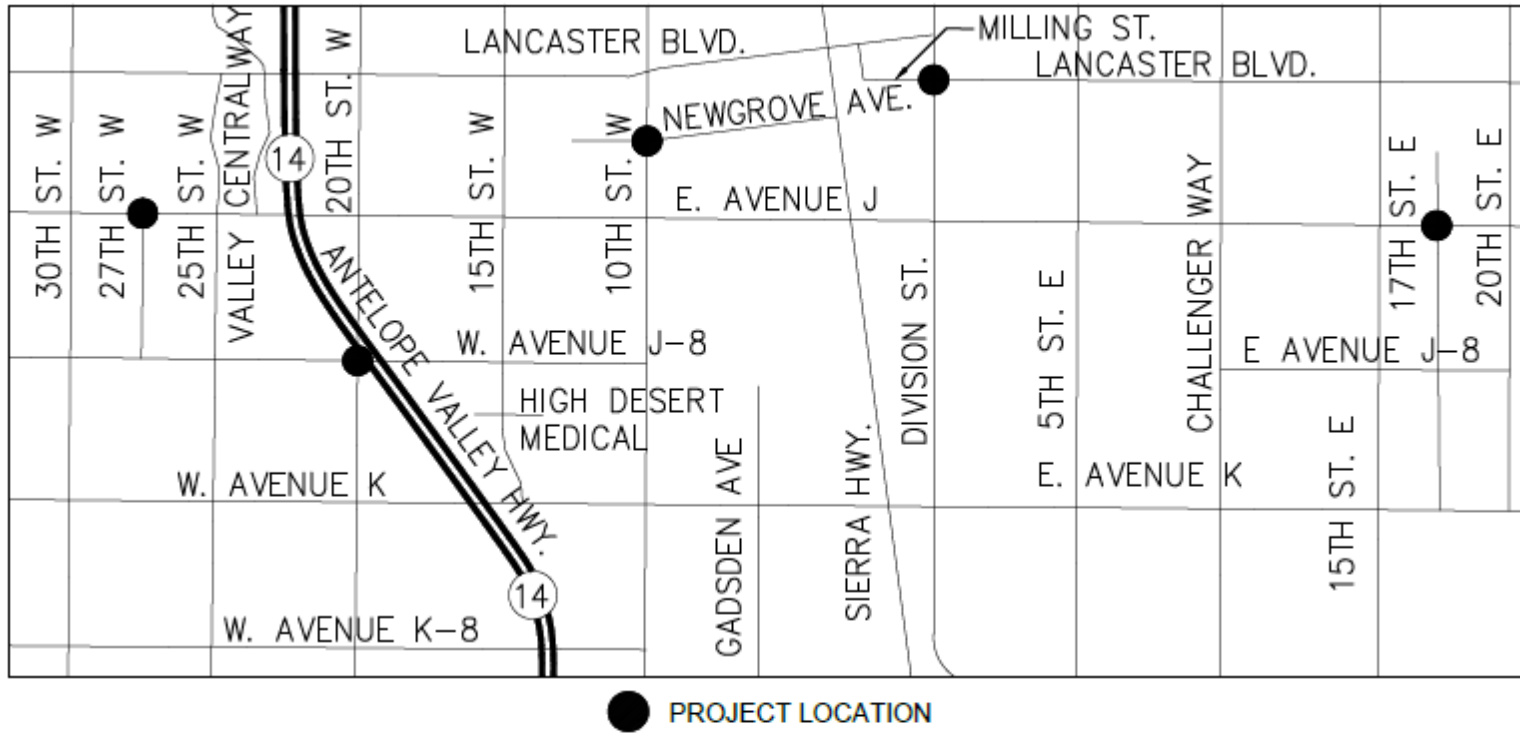 LANCASTER BLVD.
MILLING ST.
LANCASTER BLVD.
NEWGROVE AVE.
30TH ST. W
27TH ST. W
25TH ST. W
VALLEY CENTRALWAY
14
20TH ST. W
15TH ST. W
10TH ST. W
E. AVENUE J
DIVISION ST.
5TH ST. E
CHALLENGER WAY
17TH ST. E
20TH ST. E
ANTELOPE VALLEY HWY.
W. AVENUE J-8
E AVENUE J-8
HIGH DESERT
MEDICAL
W. AVENUE K
GADSDEN AVE
SIERRA HWY.
E. AVENUE K
15TH ST. E
14
W. AVENUE K-8
PROJECT LOCATION